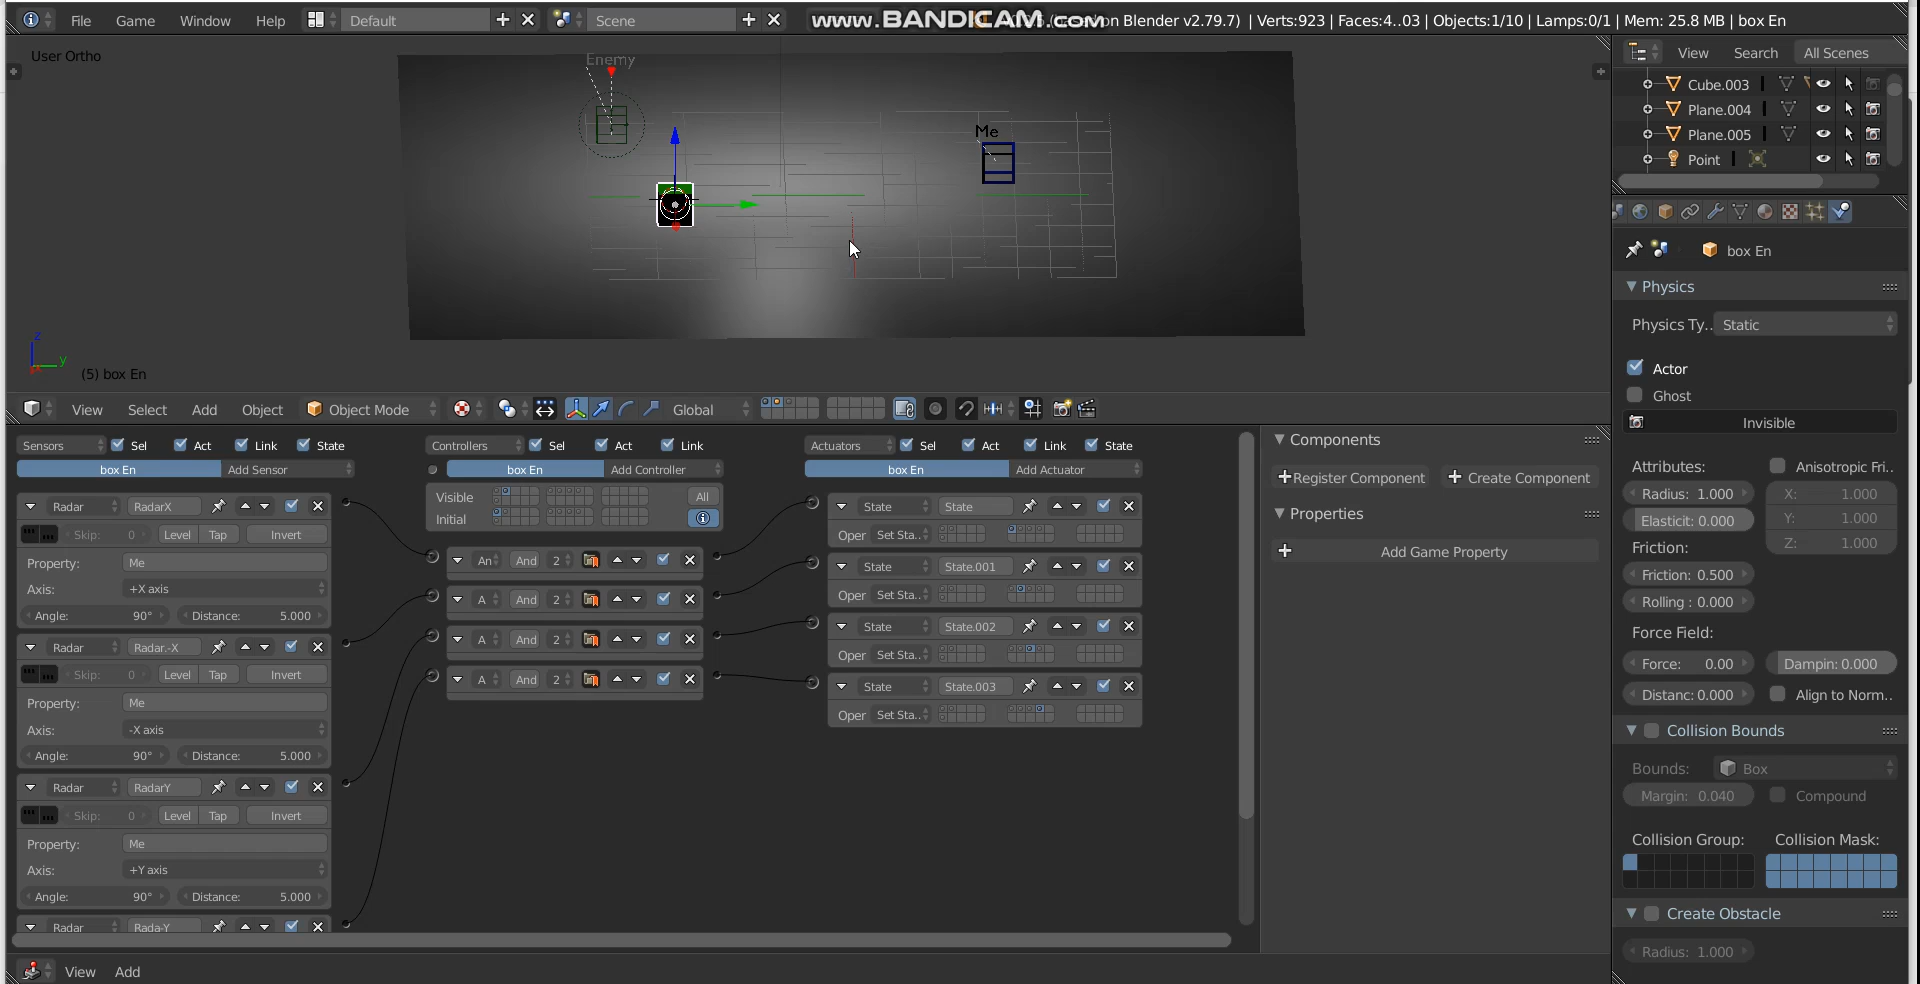 File Game Window Help Default Scene www.BANDICAM.com on Blender v2.79.7) | Verts:923 | Faces:4..03 | Objects:1/10 | Lamps:0/1 | Mem: 25.8 MB | box En
User Ortho
Enemy
Me
z
y
(5) box En
View Search All Scenes
Cube.003
Plane.004
Plane.005
Point
View Select Add Object Object Mode Global
Sensors Sel Act Link State
box En Add Sensor
Radar RadarX
Skip: 0 Level Tap Invert
Property: Me
Axis: +X axis
Angle: 90° Distance: 5.000
Radar Radar.-X
Skip: 0 Level Tap Invert
Property: Me
Axis: -X axis
Angle: 90° Distance: 5.000
Radar RadarY
Skip: 0 Level Tap Invert
Property: Me
Axis: +Y axis
Angle: 90° Distance: 5.000
Radar Rada-Y
Controllers Sel Act Link
box En Add Controller
Visible All
Initial
An And 2
A And 2
A And 2
A And 2
Actuators Sel Act Link State
box En Add Actuator
State State
Oper Set Sta..
State State.001
Oper Set Sta..
State State.002
Oper Set Sta..
State State.003
Oper Set Sta..
Components
Register Component Create Component
Properties
Add Game Property
box En
Physics
Physics Ty.. Static
Actor
Ghost
Invisible
Attributes: Anisotropic Fri..
Radius: 1.000 X: 1.000
Elasticit: 0.000 Y: 1.000
Friction: Z: 1.000
Friction: 0.500
Rolling : 0.000
Force Field:
Force: 0.00 Dampin: 0.000
Distanc: 0.000 Align to Norm..
Collision Bounds
Bounds: Box
Margin: 0.040 Compound
Collision Group: Collision Mask:
Create Obstacle
Radius: 1.000
View Add